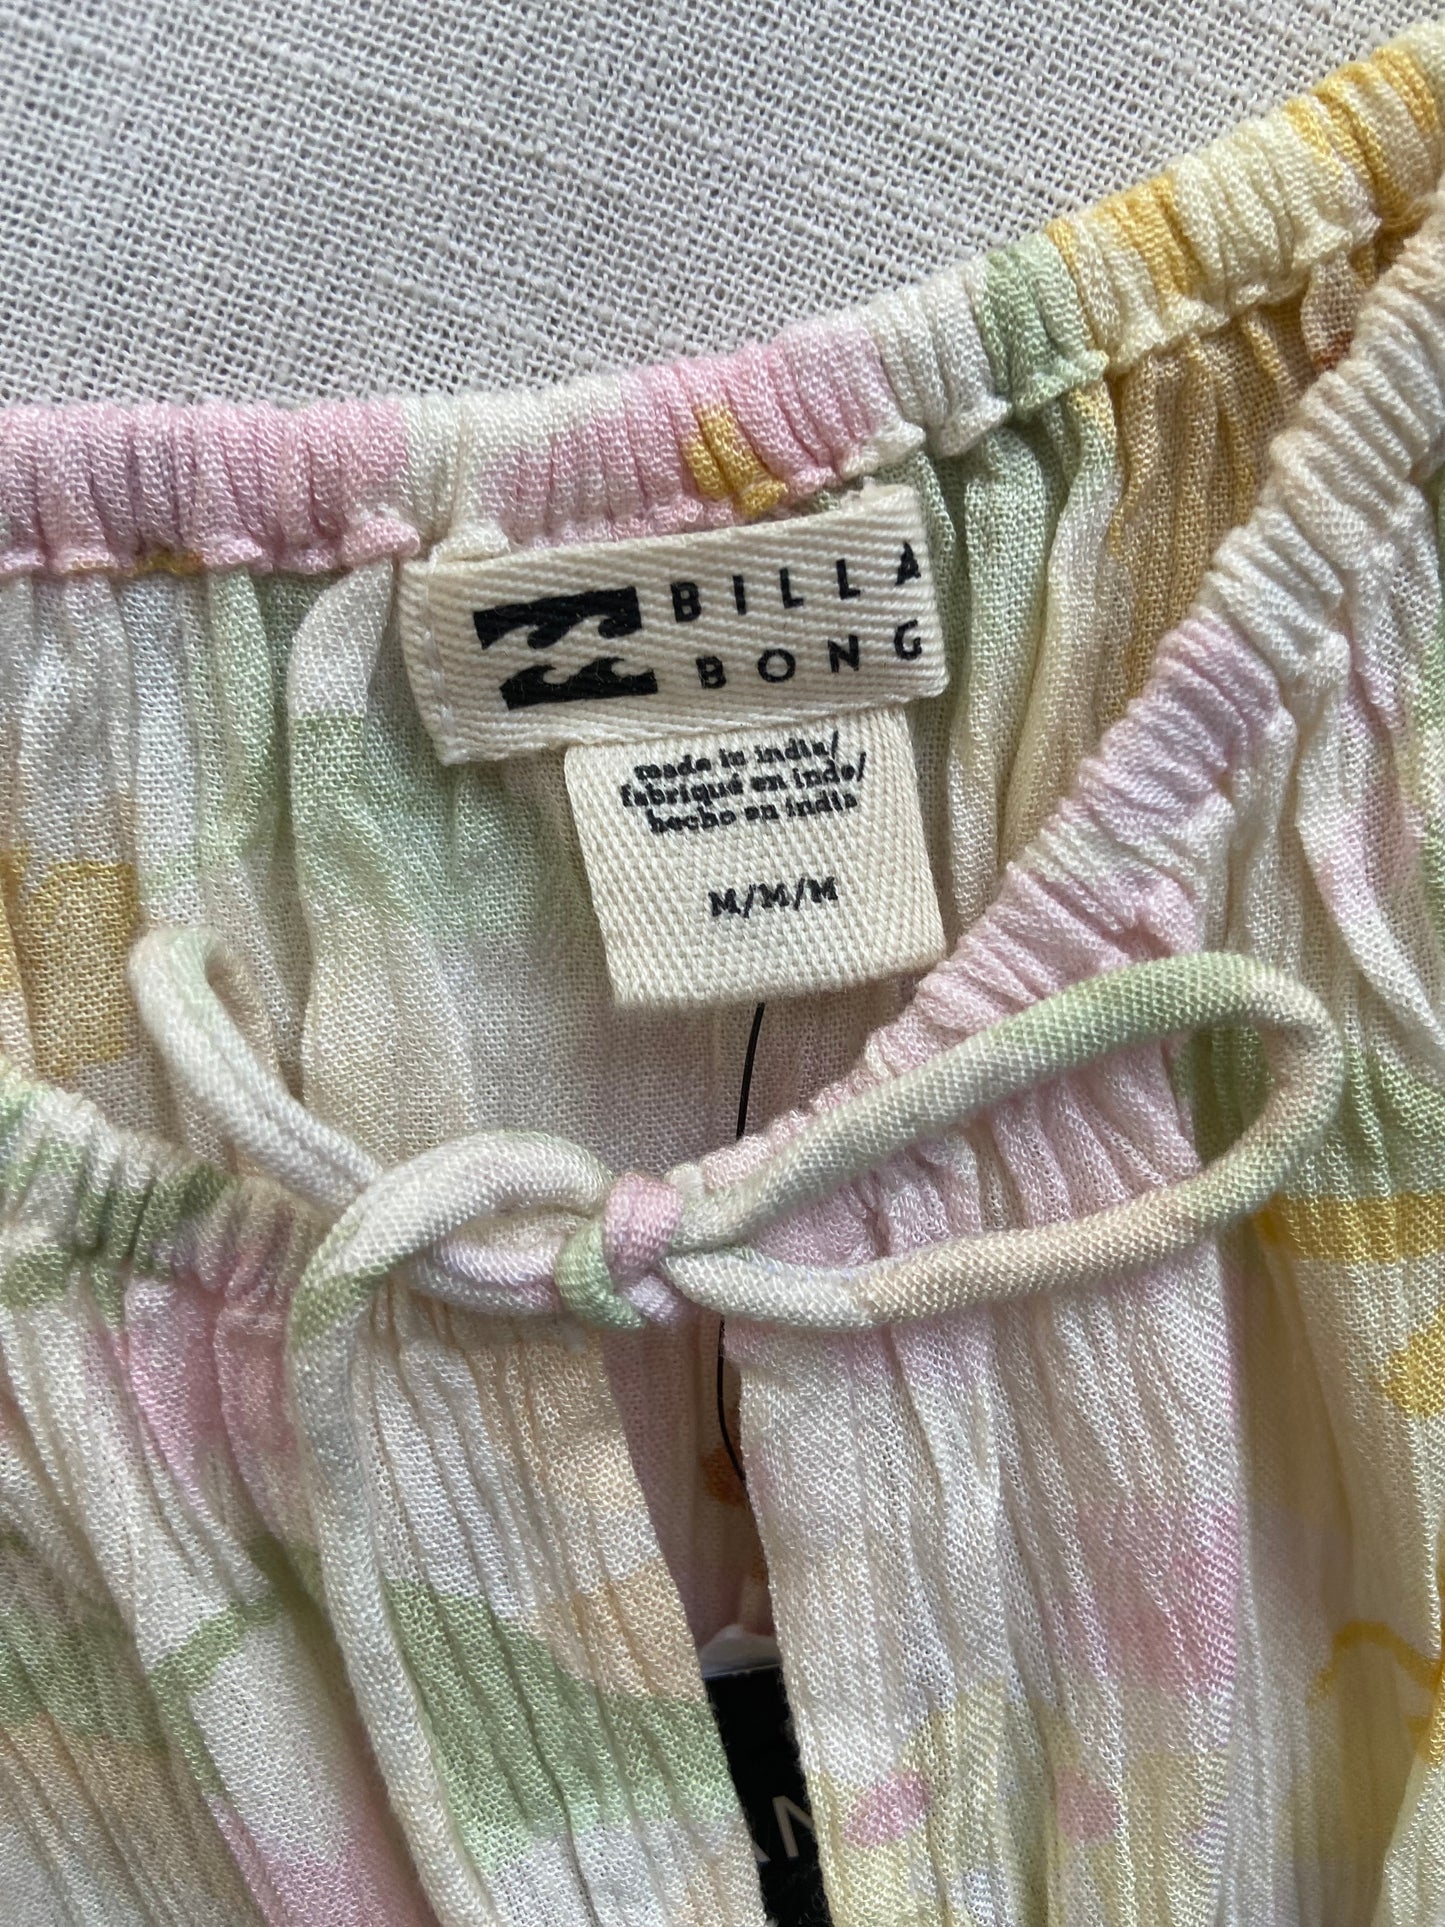 BILLA
BONG
made in india/
fabriqué en inde/
hecho en india
M/M/M